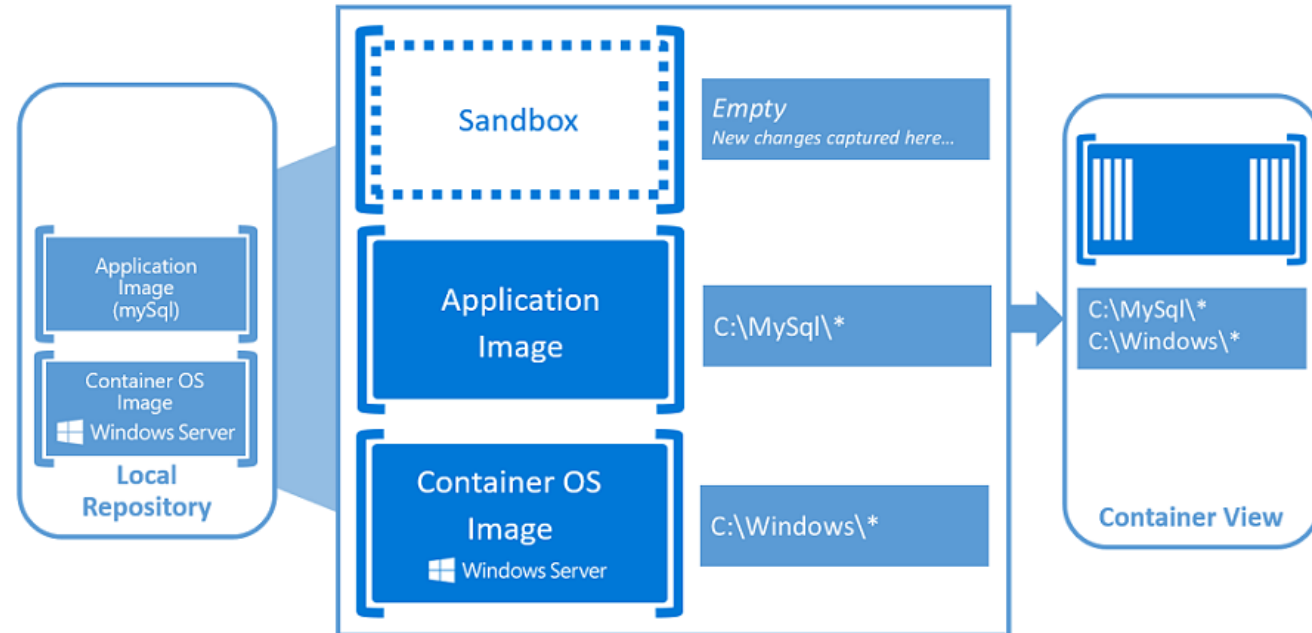 Application
Image
(mySql)
Container OS
Image
Windows Server
Local
Repository
Sandbox
Empty
New changes captured here...
Application
Image
C:\MySql\*
Container OS
Image
Windows Server
C:\Windows\*
C:\MySql\*
C:\Windows\*
Container View